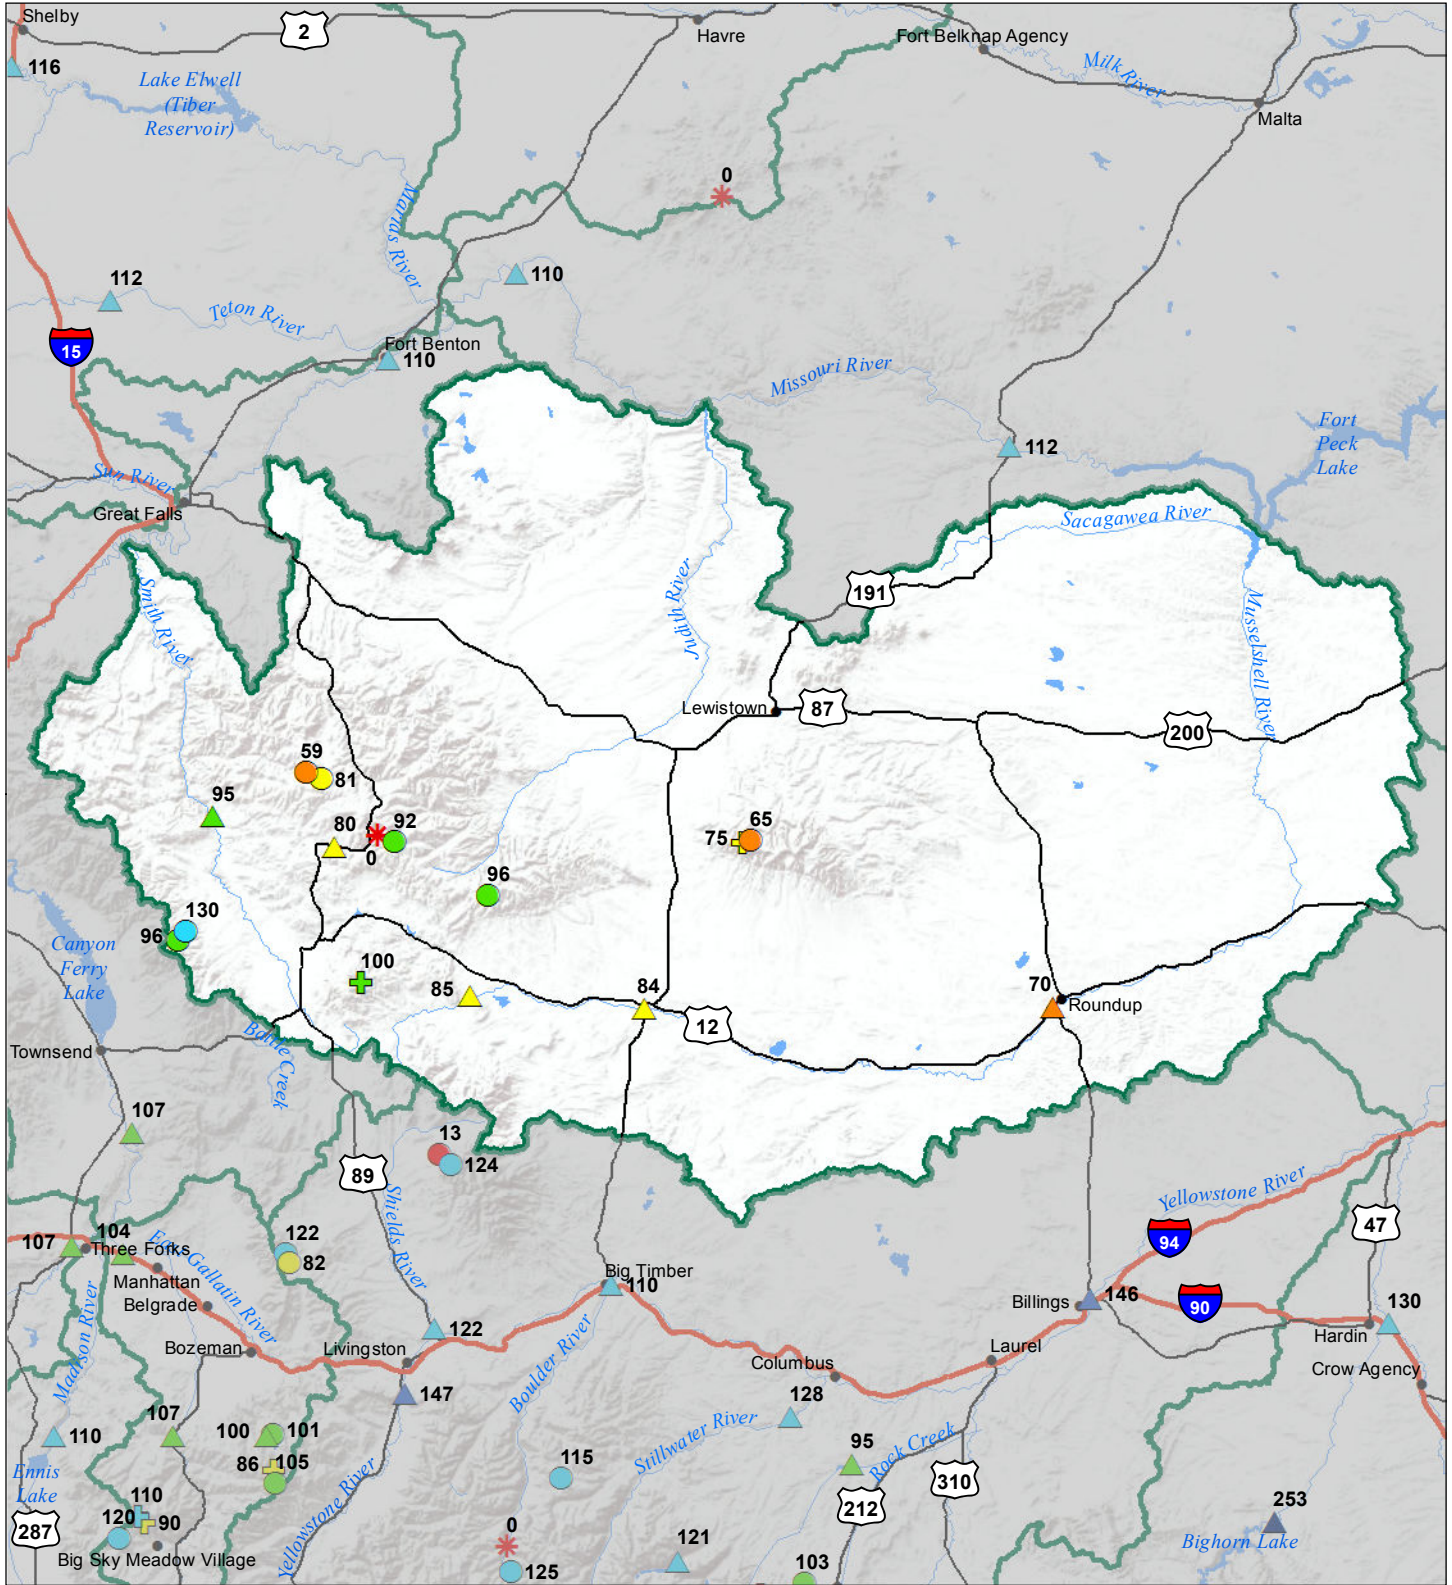 Shelby
2
Havre
Fort Belknap Agency
116
Lake Elwell
(Tiber
Reservoir)
Milk River
Malta
0
Marias River
112
110
Teton River
15
Fort Benton
110
Missouri River
Fort
Peck
Lake
112
Sun River
Great Falls
Sacagawea River
191
Smith River
Judith River
Musselshell River
Lewistown
87
200
59
81
95
80
92
0
75
65
96
130
96
Canyon
Ferry
Lake
100
85
84
70
Roundup
12
Battle Creek
Townsend
107
13
124
89
Shields River
Yellowstone River
47
94
107
104
Three Forks
122
82
East Gallatin River
Manhattan
Belgrade
Big Timber
110
Billings
146
90
130
Hardin
Madison River
Bozeman
Livingston
122
Boulder River
Laurel
Columbus
Crow Agency
147
128
107
110
100
101
Stillwater River
95
Rock Creek
86
105
115
Ennis
Lake
310
212
Yellowstone River
110
120
90
287
0
253
Big Sky Meadow Village
125
121
103
Bighorn Lake